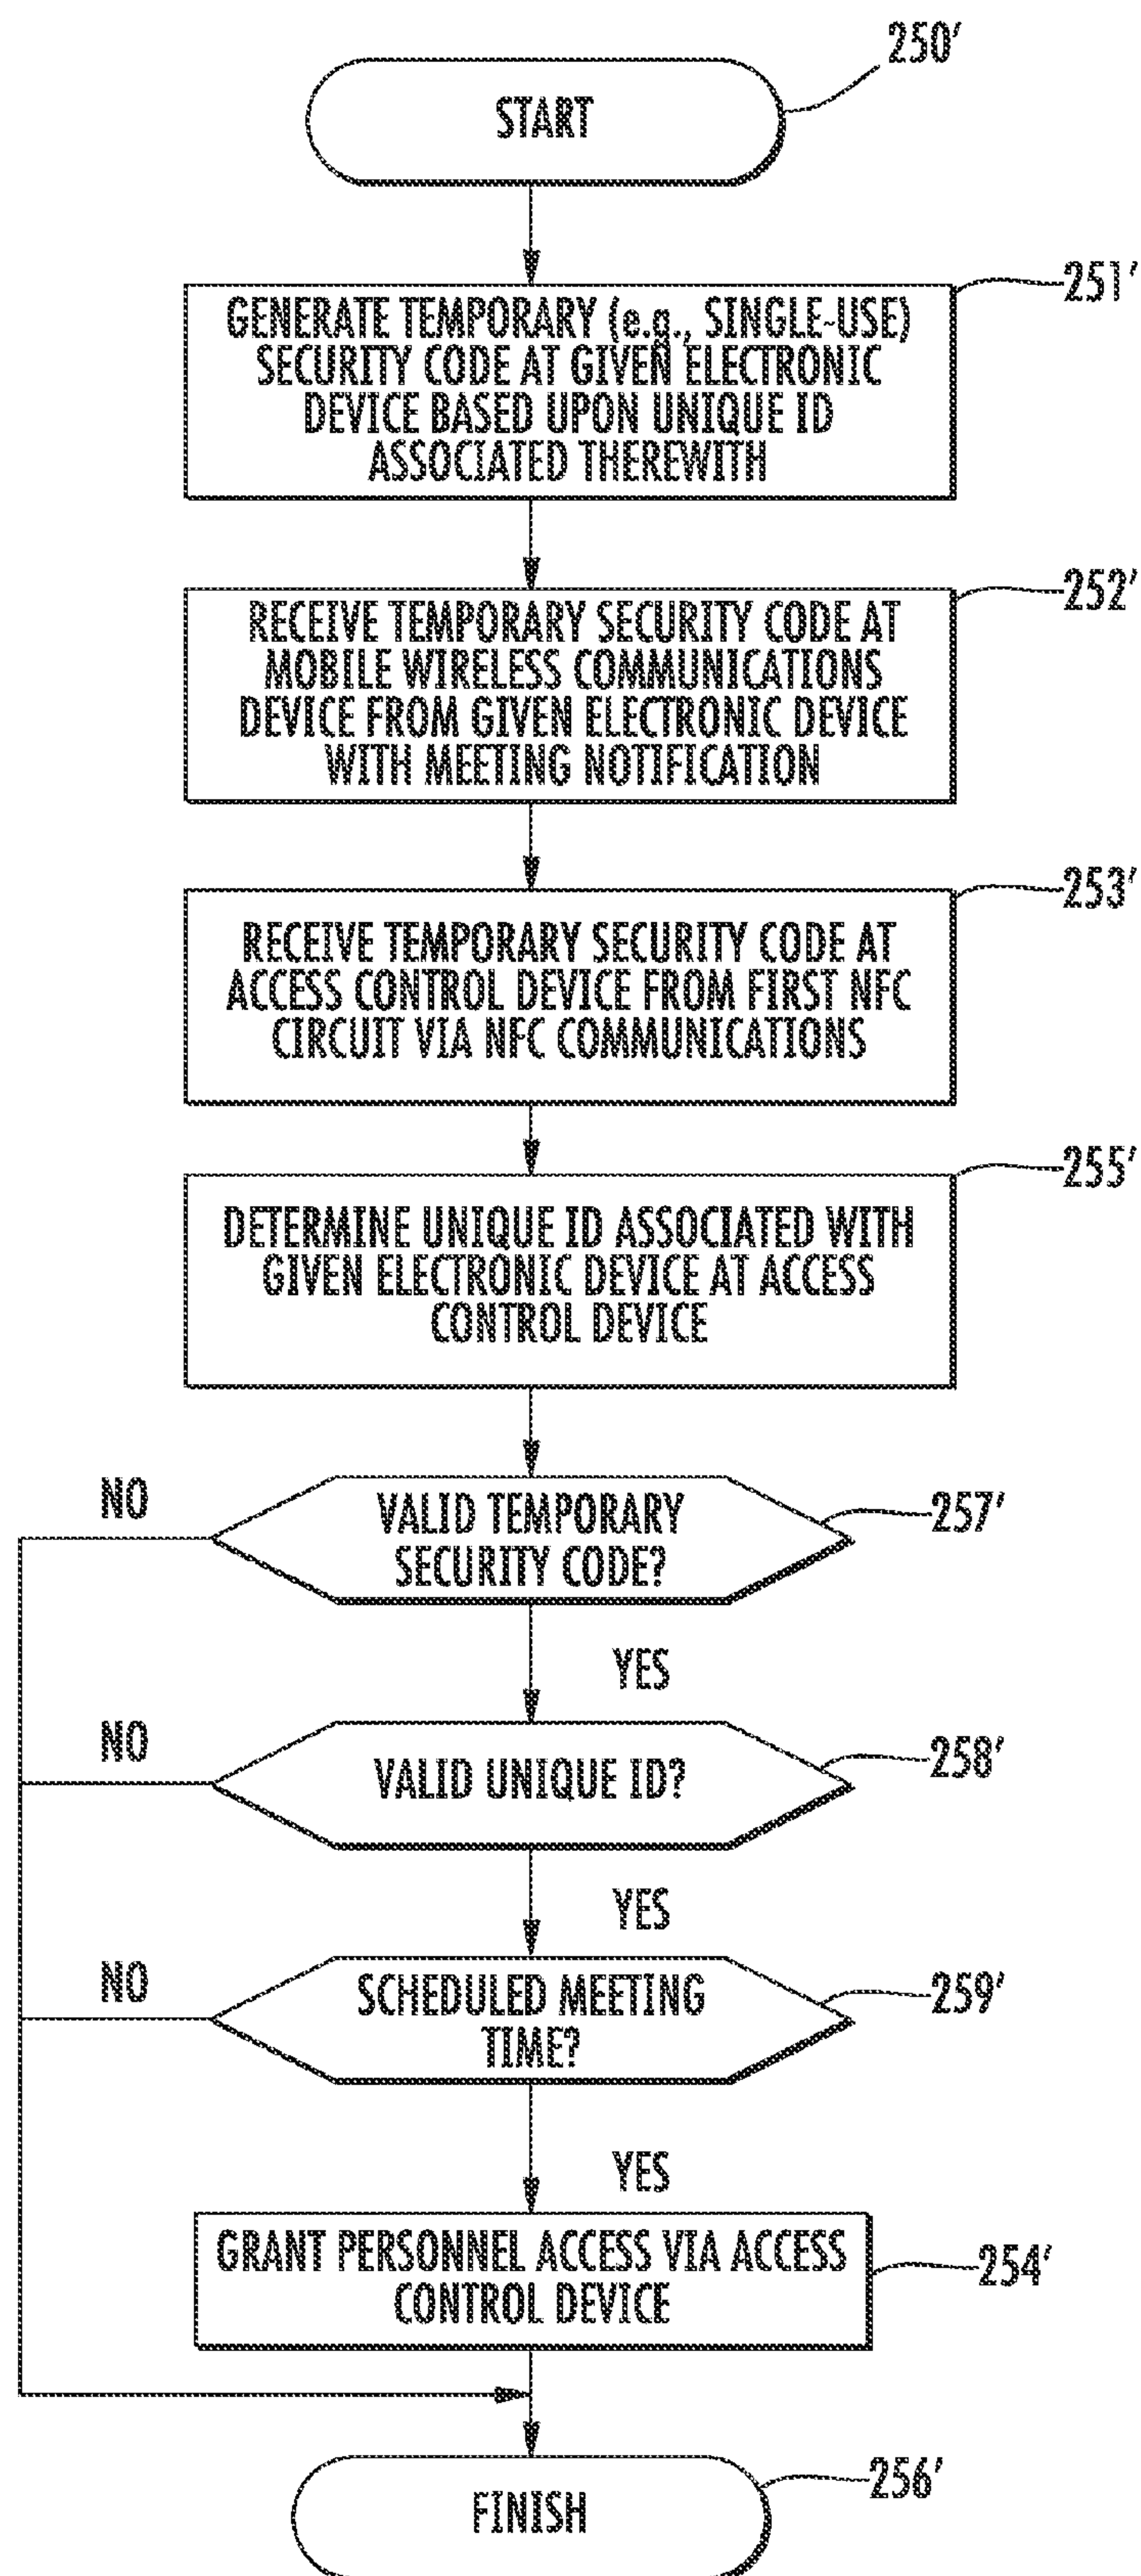 250'
START
251'
GENERATE TEMPORARY (e.g., SINGLE-USE)
SECURITY CODE AT GIVEN ELECTRONIC
DEVICE BASED UPON UNIQUE ID
ASSOCIATED THEREWITH
252'
RECEIVE TEMPORARY SECURITY CODE AT
MOBILE WIRELESS COMMUNICATIONS
DEVICE FROM GIVEN ELECTRONIC DEVICE
WITH MEETING NOTIFICATION
253'
RECEIVE TEMPORARY SECURITY CODE AT
ACCESS CONTROL DEVICE FROM FIRST NFC
CIRCUIT VIA NFC COMMUNICATIONS
255'
DETERMINE UNIQUE ID ASSOCIATED WITH
GIVEN ELECTRONIC DEVICE AT ACCESS
CONTROL DEVICE
NO
VALID TEMPORARY
SECURITY CODE?
257'
YES
NO
VALID UNIQUE ID?
258'
YES
NO
SCHEDULED MEETING
TIME?
259'
YES
GRANT PERSONNEL ACCESS VIA ACCESS
CONTROL DEVICE
254'
FINISH
256'